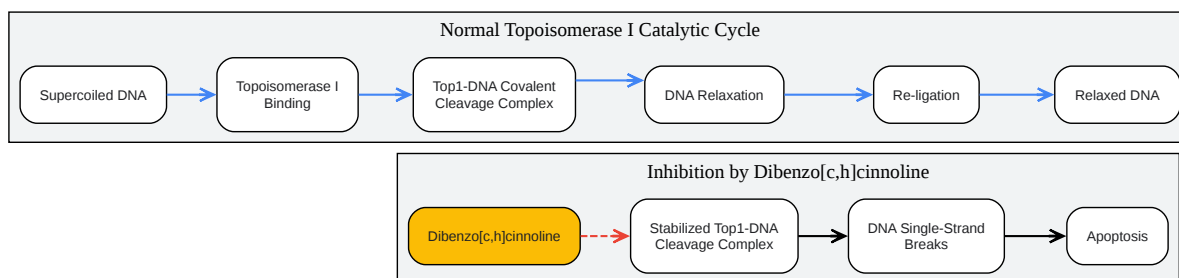 Normal Topoisomerase I Catalytic Cycle
Supercoiled DNA
Topoisomerase I
Binding
Top1-DNA Covalent
Cleavage Complex
DNA Relaxation
Re-ligation
Relaxed DNA
Inhibition by Dibenzo[c,h]cinnoline
Dibenzo[c,h]cinnoline
Stabilized Top1-DNA
Cleavage Complex
DNA Single-Strand
Breaks
Apoptosis